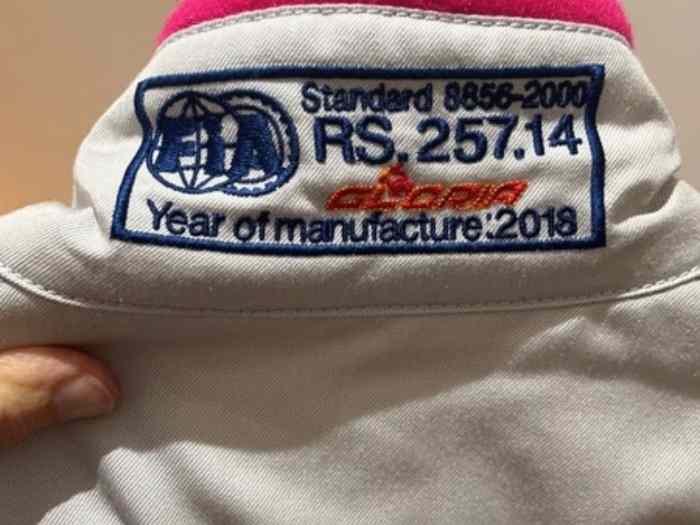 Standard 8856-2000
FIA
RS.257.14
GLORIA
Year of manufacture:2018